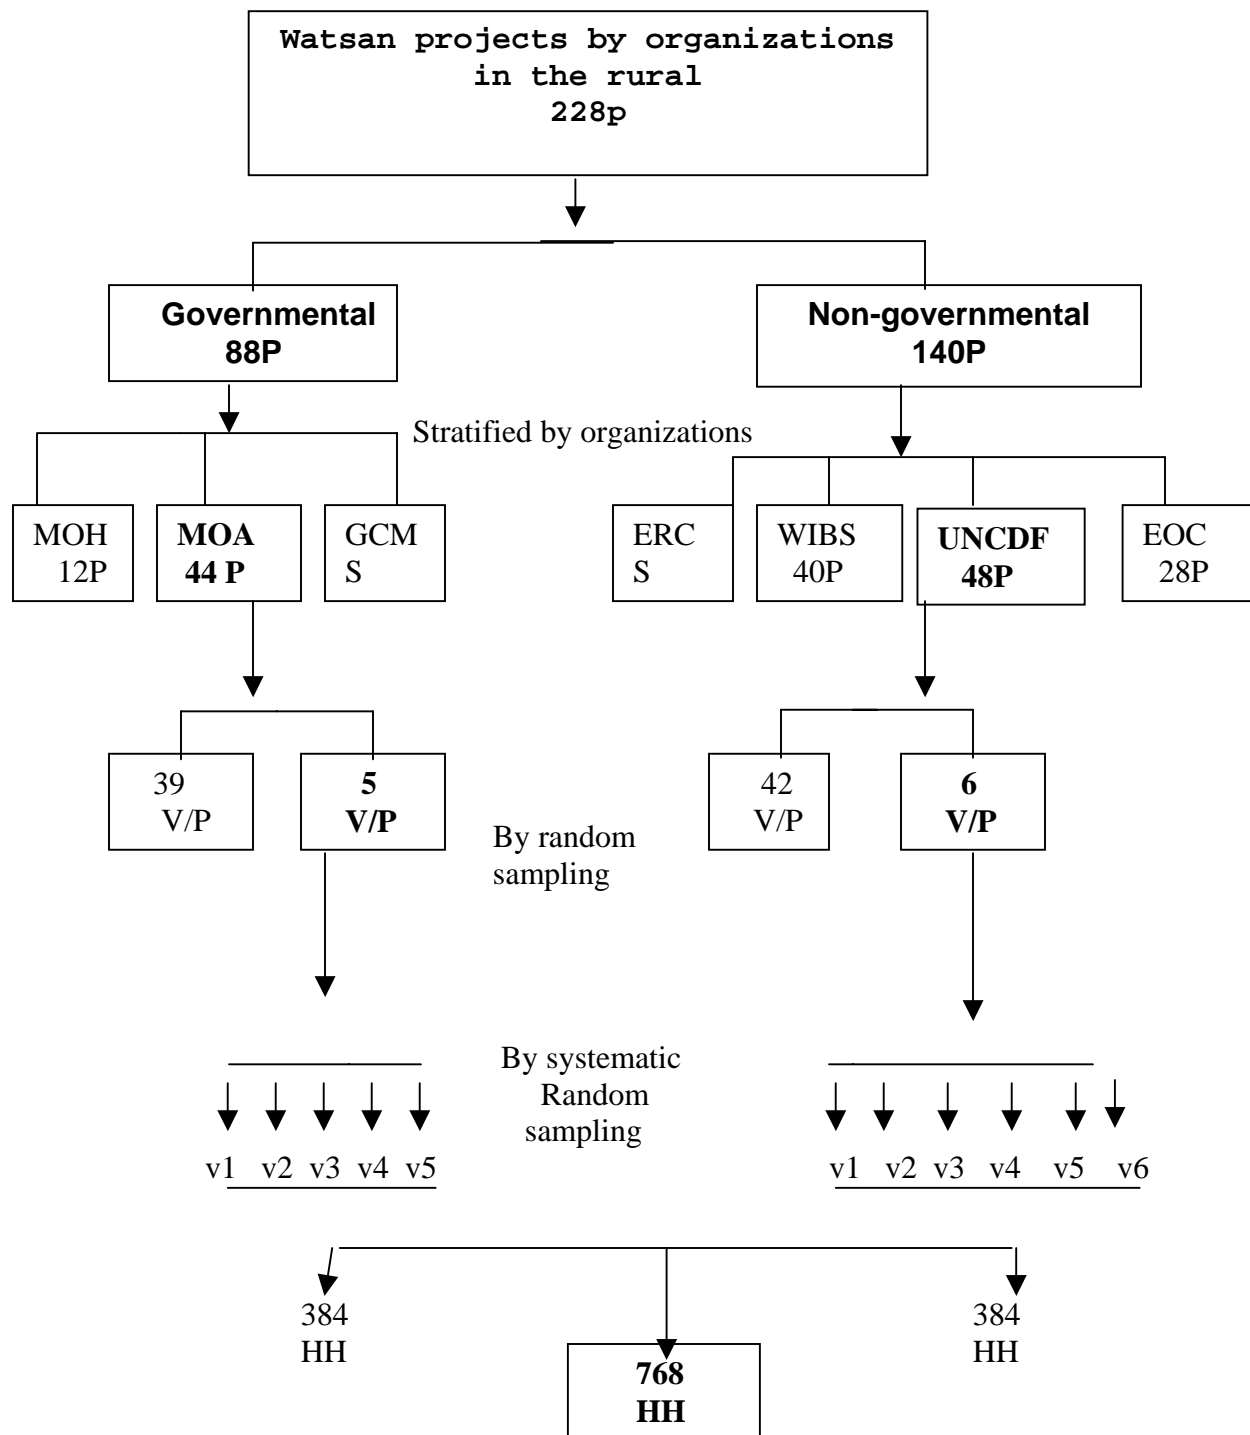 Watsan projects by organizations
in the rural
228p
Governmental
88P
Non-governmental
140P
Stratified by organizations
MOH
12P
MOA
44 P
GCM
S
ERC
S
WIBS
40P
UNCDF
48P
EOC
28P
39
V/P
5
V/P
42
V/P
6
V/P
By random
sampling
By systematic
Random
sampling
v1 v2 v3 v4 v5
v1 v2 v3 v4 v5 v6
384
HH
384
HH
768
HH